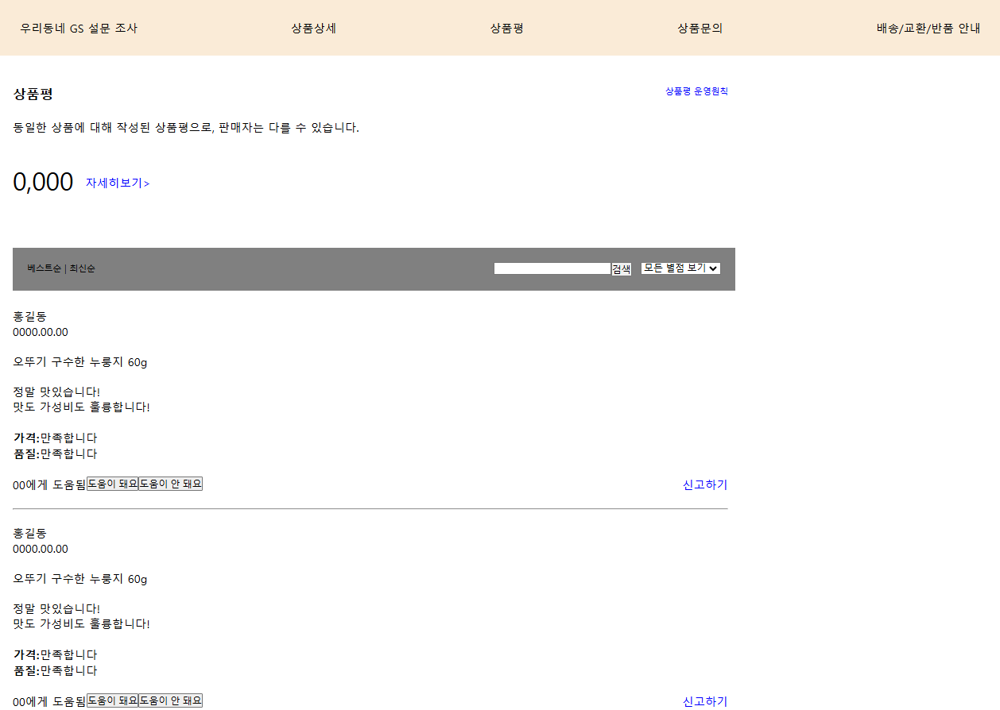 우리동네 GS 설문 조사 상품상세 상품평 상품문의 배송/교환/반품 안내
상품평 상품평 운영원칙
동일한 상품에 대해 작성된 상품평으로, 판매자는 다를 수 있습니다.
0,000 자세히보기>
베스트순 | 최신순 검색 모든 별점 보기
홍길동
0000.00.00
오뚜기 구수한 누룽지 60g
정말 맛있습니다!
맛도 가성비도 훌륭합니다!
가격:만족합니다
품질:만족합니다
00에게 도움됨 도움이 돼요 도움이 안 돼요 신고하기
홍길동
0000.00.00
오뚜기 구수한 누룽지 60g
정말 맛있습니다!
맛도 가성비도 훌륭합니다!
가격:만족합니다
품질:만족합니다
00에게 도움됨 도움이 돼요 도움이 안 돼요 신고하기